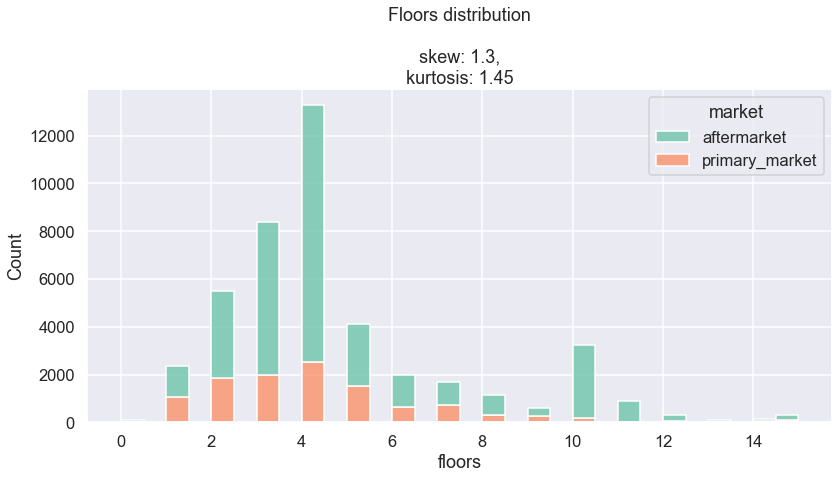 Floors distribution
skew: 1.3,
kurtosis: 1.45
market
aftermarket
primary_market
Count
12000
10000
8000
6000
4000
2000
0
0 2 4 6 8 10 12 14
floors